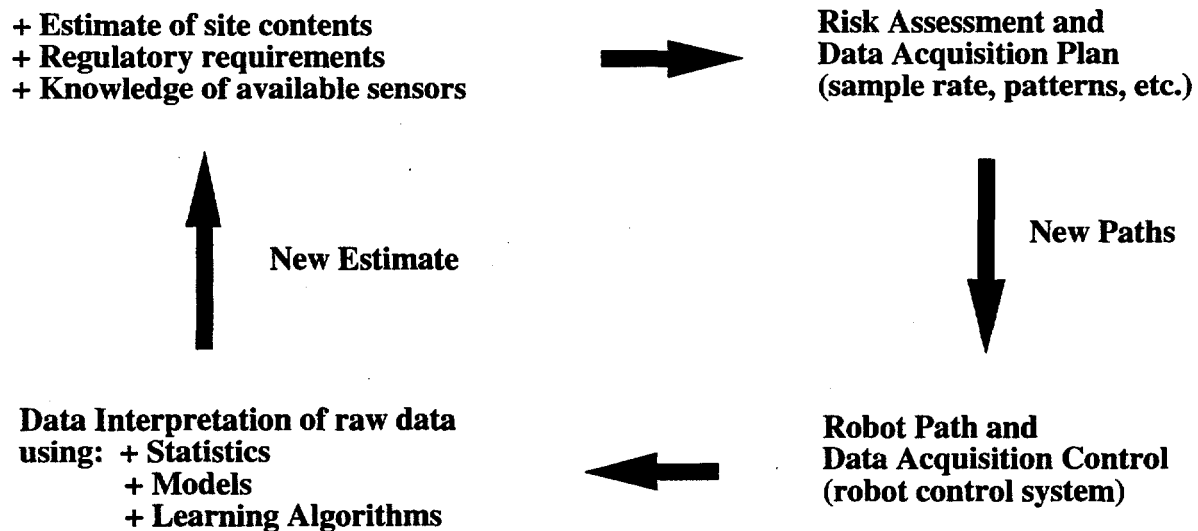 + Estimate of site contents
+ Regulatory requirements
+ Knowledge of available sensors
Risk Assessment and
Data Acquisition Plan
(sample rate, patterns, etc.)
New Estimate
New Paths
Data Interpretation of raw data
using: + Statistics
+ Models
+ Learning Algorithms
Robot Path and
Data Acquisition Control
(robot control system)